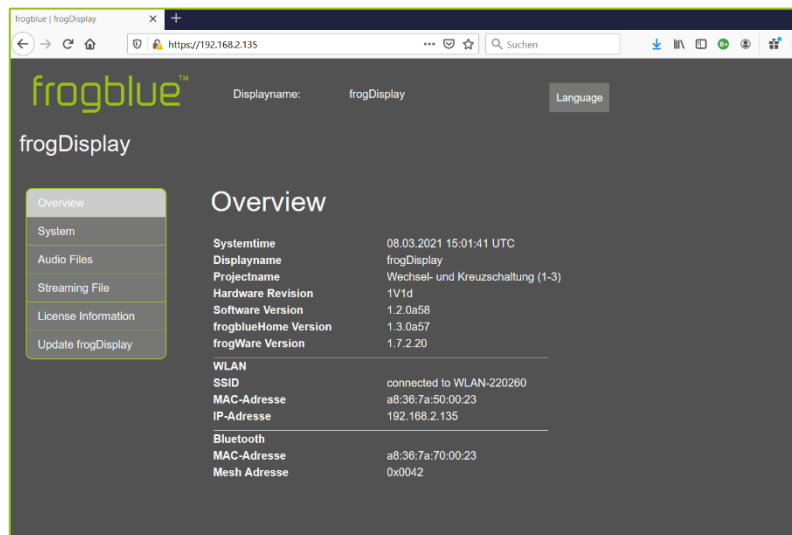 frogblue | frogDisplay
https://192.168.2.135
Suchen
frogblue™
Displayname: frogDisplay
Language
frogDisplay
Overview
System
Audio Files
Streaming File
License Information
Update frogDisplay
Overview
Systemtime 08.03.2021 15:01:41 UTC
Displayname frogDisplay
Projectname Wechsel- und Kreuzschaltung (1-3)
Hardware Revision 1V1d
Software Version 1.2.0a58
frogblueHome Version 1.3.0a57
frogWare Version 1.7.2.20
WLAN
SSID connected to WLAN-220260
MAC-Adresse a8:36:7a:50:00:23
IP-Adresse 192.168.2.135
Bluetooth
MAC-Adresse a8:36:7a:70:00:23
Mesh Adresse 0x0042